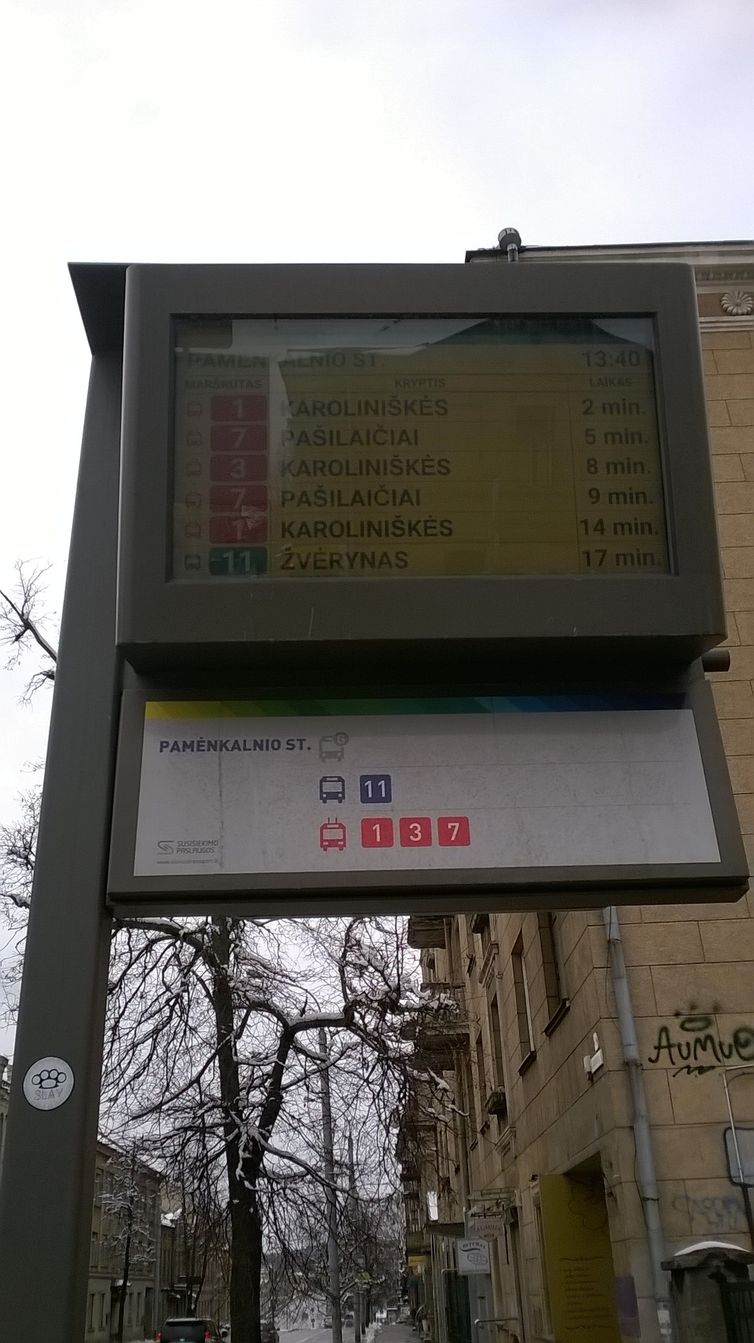 PAMĖNKALNIO ST. 13:40
MARŠRUTAS KRYPTIS LAIKAS
1 KAROLINIŠKĖS 2 min.
7 PAŠILAIČIAI 5 min.
3 KAROLINIŠKĖS 8 min.
7 PAŠILAIČIAI 9 min.
1 KAROLINIŠKĖS 14 min.
11 ŽVĖRYNAS 17 min.
PAMĖNKALNIO ST. G
11
1 3 7
SUSISIEKIMO
PASLAUGOS
SLAV